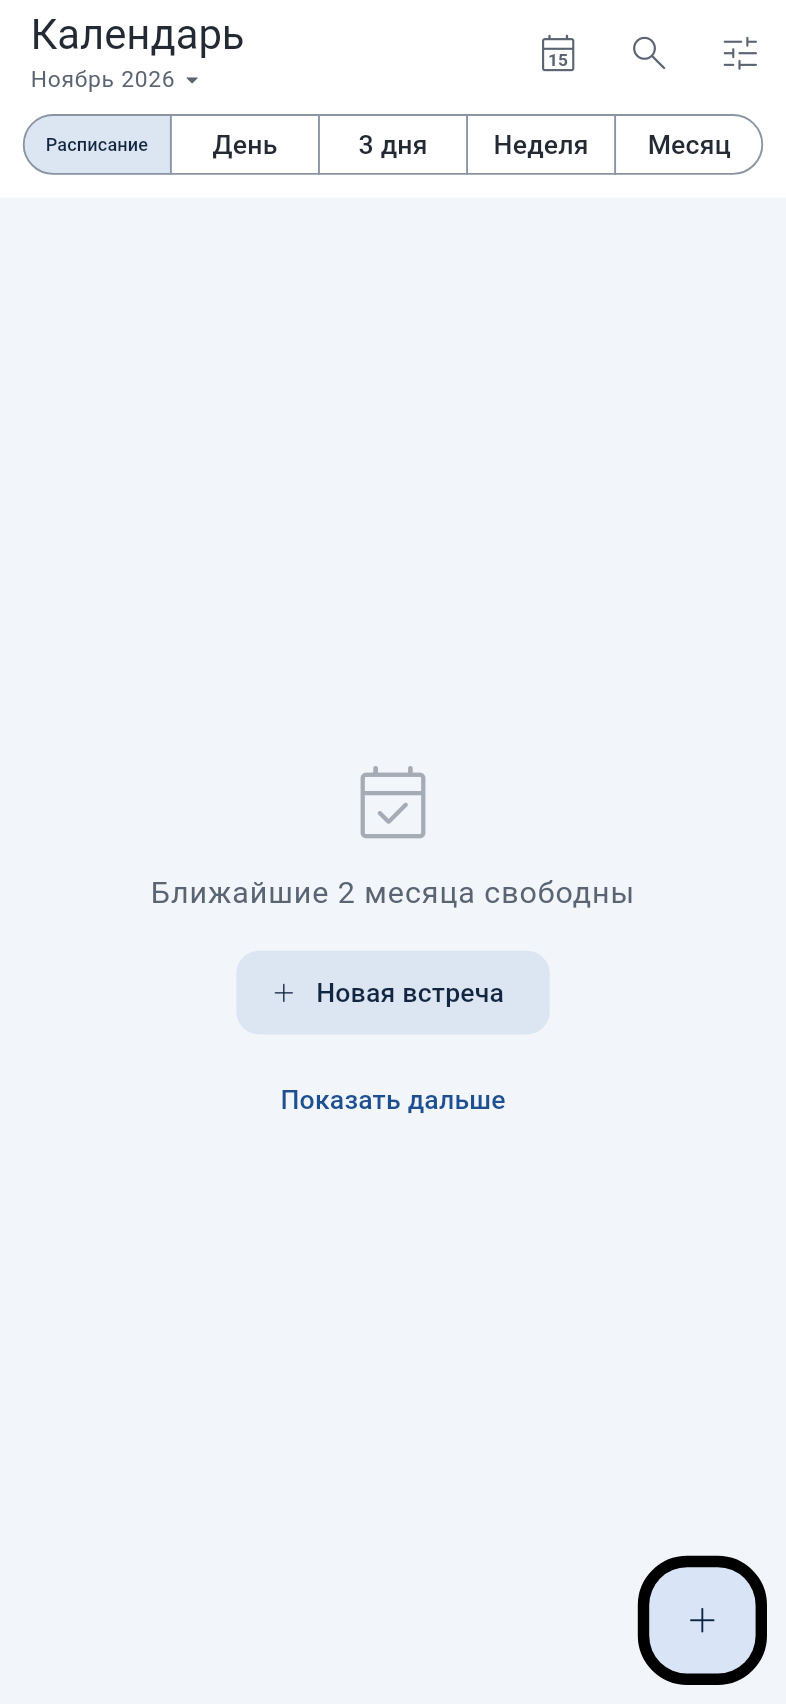 Календарь
Ноябрь 2026
15
Расписание
День
3 дня
Неделя
Месяц
Ближайшие 2 месяца свободны
Новая встреча
Показать дальше